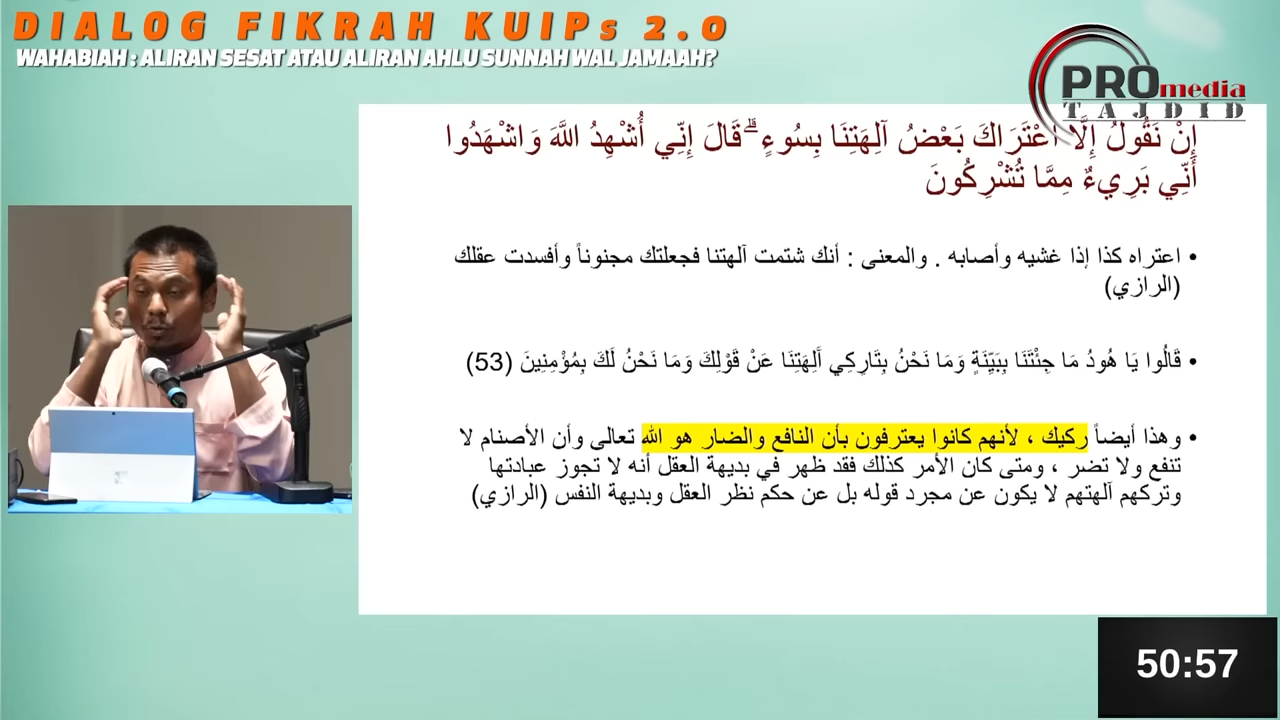 DIALOG FIKRAH KUIPs 2.0
WAHABIAH : ALIRAN SESAT ATAU ALIRAN AHLU SUNNAH WAL JAMAAH?
PROmedia
TAJDID
إِنْ نَقُولُ إِلَّا اعْتَرَاكَ بَعْضُ آلِهَتِنَا بِسُوءٍ ۗ قَالَ إِنِّي أُشْهِدُ اللَّهَ وَاشْهَدُوا
أَنِّي بَرِيءٌ مِمَّا تُشْرِكُونَ
• اعتراه كذا إذا غشيه وأصابه . والمعنى : أنك شتمت آلهتنا فجعلتك مجنوناً وأفسدت عقلك
(الرازي)
• قَالُوا يَا هُودُ مَا جِئْتَنَا بِبَيِّنَةٍ وَمَا نَحْنُ بِتَارِكِي آَلِهَتِنَا عَنْ قَوْلِكَ وَمَا نَحْنُ لَكَ بِمُؤْمِنِينَ (53)
• وهذا أيضاً ركيك ، لأنهم كانوا يعترفون بأن النافع والضار هو الله تعالى وأن الأصنام لا
تنفع ولا تضر ، ومتى كان الأمر كذلك فقد ظهر في بديهة العقل أنه لا تجوز عبادتها
وتركهم آلهتهم لا يكون عن مجرد قوله بل عن حكم نظر العقل وبديهة النفس (الرازي)
50:57